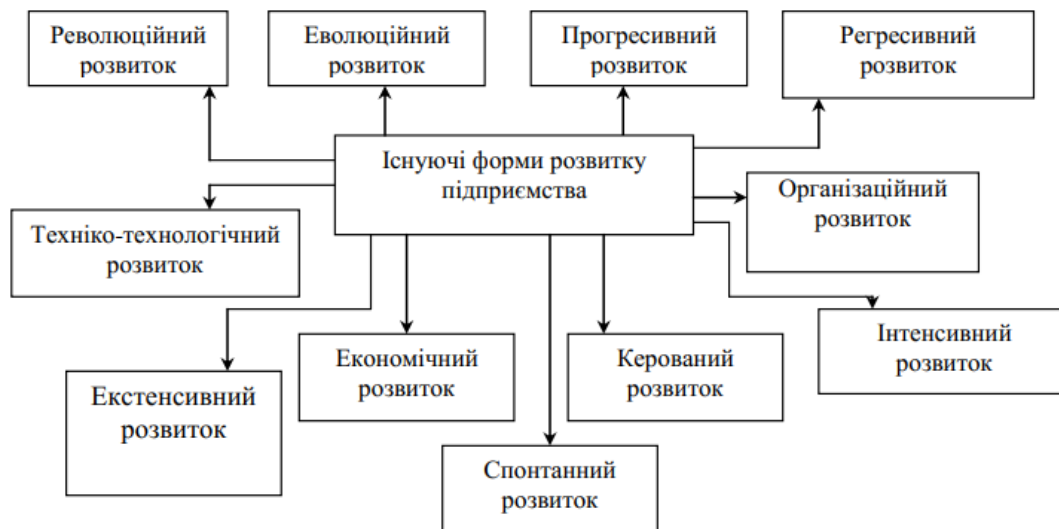 Революційний
розвиток
Еволюційний
розвиток
Прогресивний
розвиток
Регресивний
розвиток
Існуючі форми розвитку
підприємства
Організаційний
розвиток
Техніко-технологічний
розвиток
Інтенсивний
розвиток
Економічний
розвиток
Керований
розвиток
Екстенсивний
розвиток
Спонтанний
розвиток